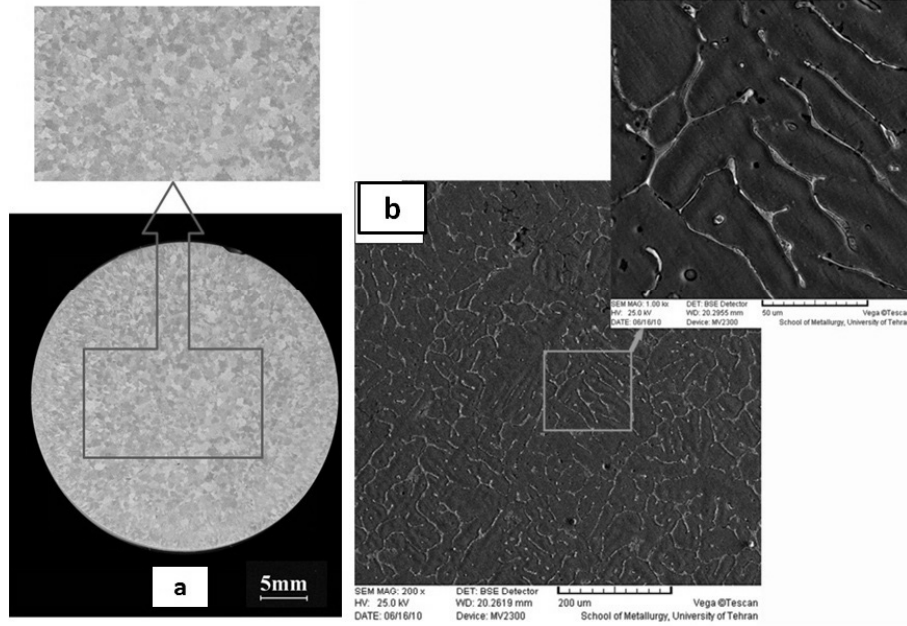 b
SEM MAG: 1.00 kx DET: BSE Detector
HV: 25.0 kV WD: 20.2955 mm 50 um
DATE: 06/16/10 Device: MV2300 Vega ©Tescan
School of Metallurgy, University of Tehran
a
5mm
SEM MAG: 200 x DET: BSE Detector
HV: 25.0 kV WD: 20.2619 mm 200 um Vega ©Tescan
DATE: 06/16/10 Device: MV2300 School of Metallurgy, University of Tehran